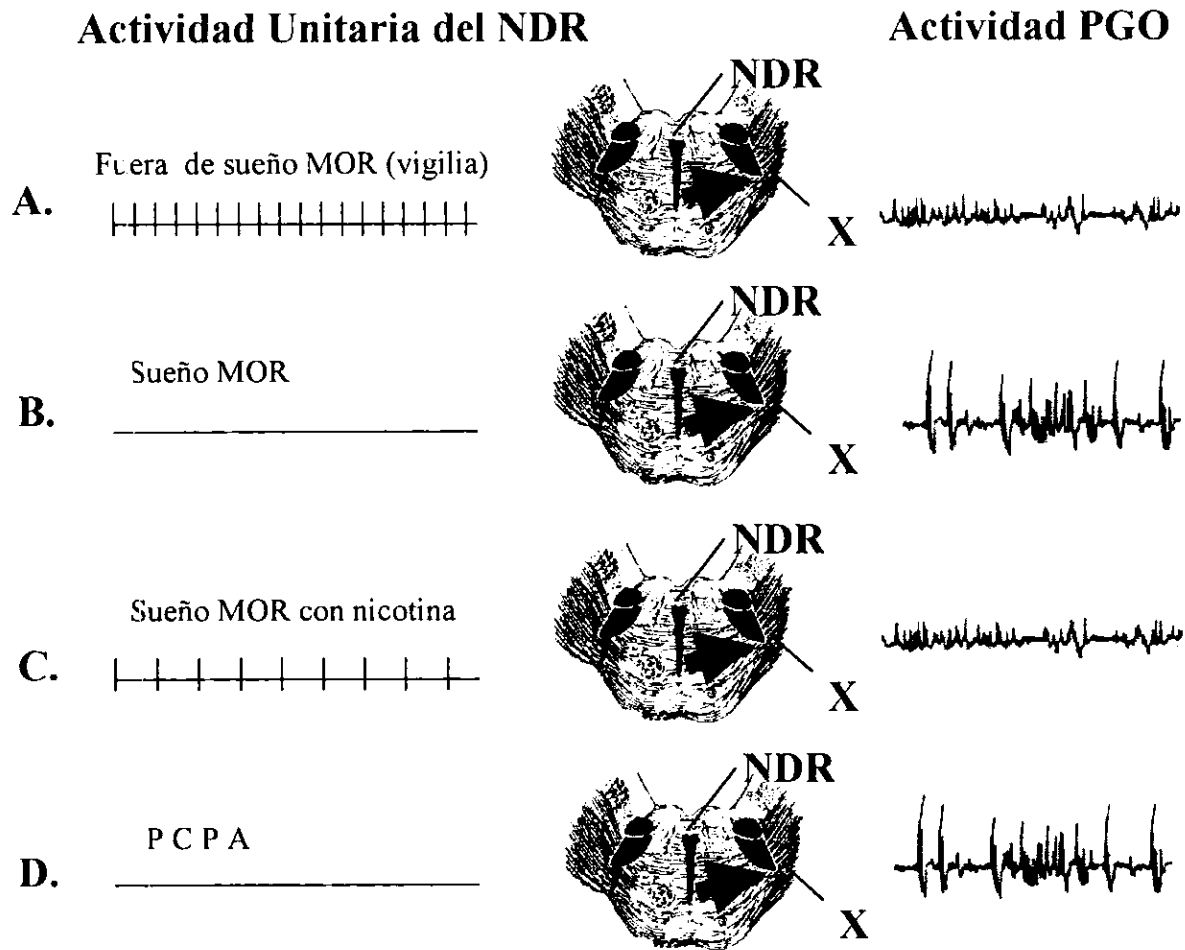 Actividad Unitaria del NDR
Actividad PGO
NDR
Fuera de sueño MOR (vigilia)
A.
X
NDR
Sueño MOR
B.
X
NDR
Sueño MOR con nicotina
C.
X
NDR
P C P A
D.
X